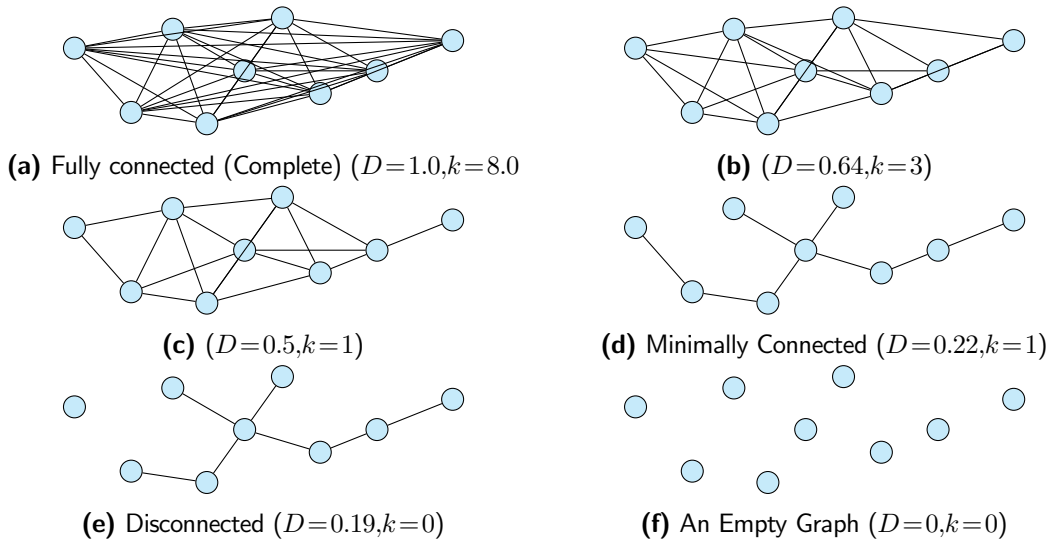 (a) Fully connected (Complete) (D=1.0,k=8.0
(b) (D=0.64,k=3)
(c) (D=0.5,k=1)
(d) Minimally Connected (D=0.22,k=1)
(e) Disconnected (D=0.19,k=0)
(f) An Empty Graph (D=0,k=0)